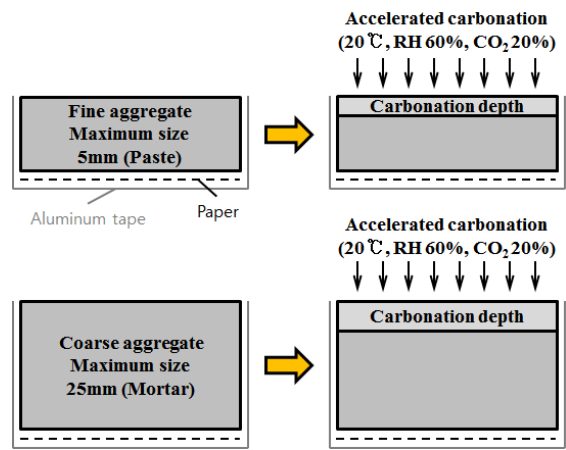 Accelerated carbonation
(20℃, RH 60%, CO₂ 20%)
Fine aggregate
Maximum size
5mm (Paste)
Carbonation depth
Aluminum tape
Paper
Accelerated carbonation
(20℃, RH 60%, CO₂ 20%)
Coarse aggregate
Maximum size
25mm (Mortar)
Carbonation depth